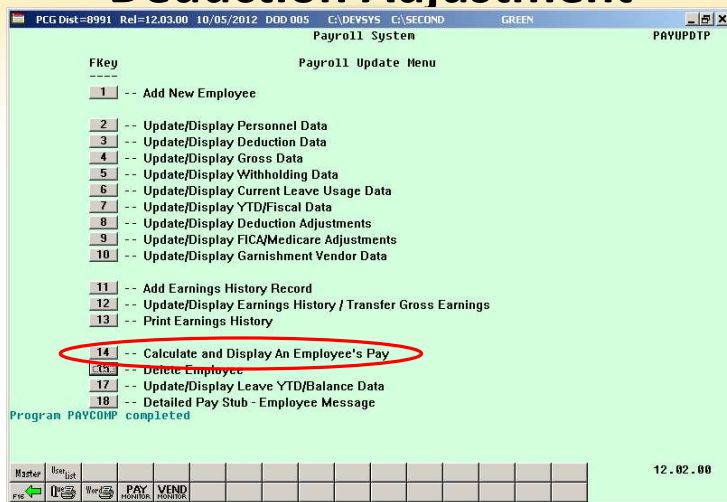 Deduction Adjustment
PCG Dist=8991 Rel=12.03.00 10/05/2012 DOD 005 C:\DEVSYS C:\SECOND GREEN
Payroll System PAYUPDTP
FKey Payroll Update Menu
----
1 -- Add New Employee
2 -- Update/Display Personnel Data
3 -- Update/Display Deduction Data
4 -- Update/Display Gross Data
5 -- Update/Display Withholding Data
6 -- Update/Display Current Leave Usage Data
7 -- Update/Display YTD/Fiscal Data
8 -- Update/Display Deduction Adjustments
9 -- Update/Display FICA/Medicare Adjustments
10 -- Update/Display Garnishment Vendor Data
11 -- Add Earnings History Record
12 -- Update/Display Earnings History / Transfer Gross Earnings
13 -- Print Earnings History
14 -- Calculate and Display An Employee's Pay
15 -- Delete Employee
17 -- Update/Display Leave YTD/Balance Data
18 -- Detailed Pay Stub - Employee Message
Program PAYCOMP completed
Master User list 12.02.00
F16 Que Word PAY MONITOR VEND MONITOR